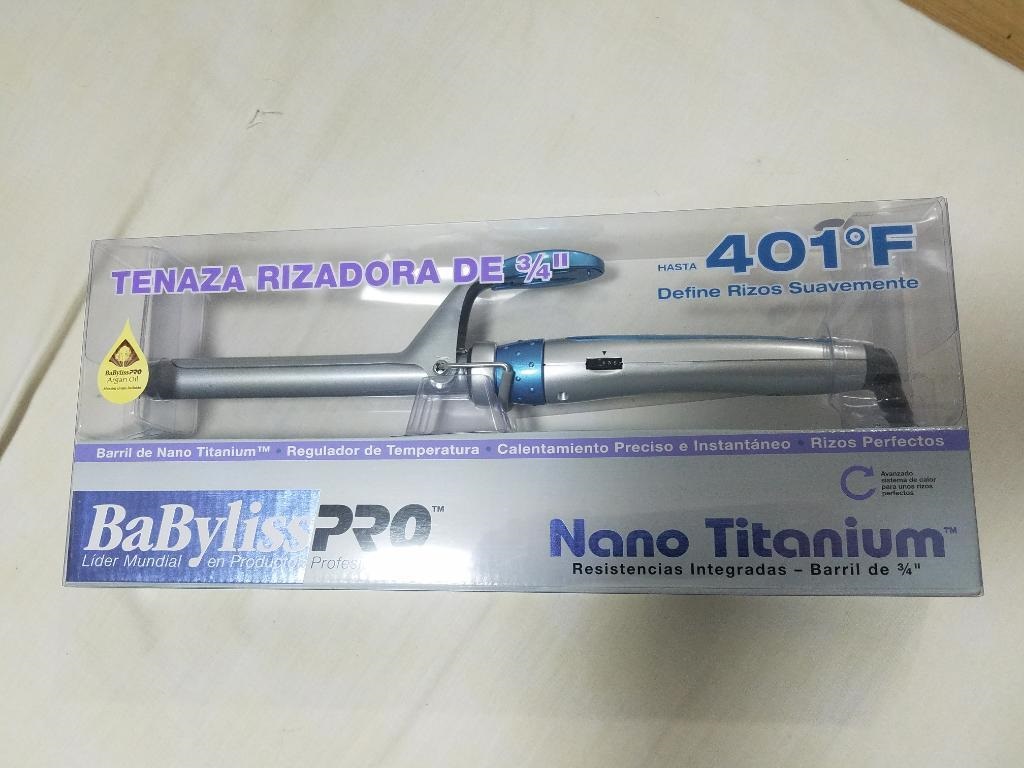 TENAZA RIZADORA DE ¾"
HASTA 401°F
Define Rizos Suavemente
BaBylissPRO
Argan Oil
Barril de Nano Titanium™ • Regulador de Temperatura • Calentamiento Preciso e Instantáneo • Rizos Perfectos
Avanzado
sistema de calor
para unos rizos
perfectos
BaBylissPRO™
Líder Mundial en Productos
Nano Titanium™
Resistencias Integradas – Barril de ¾"